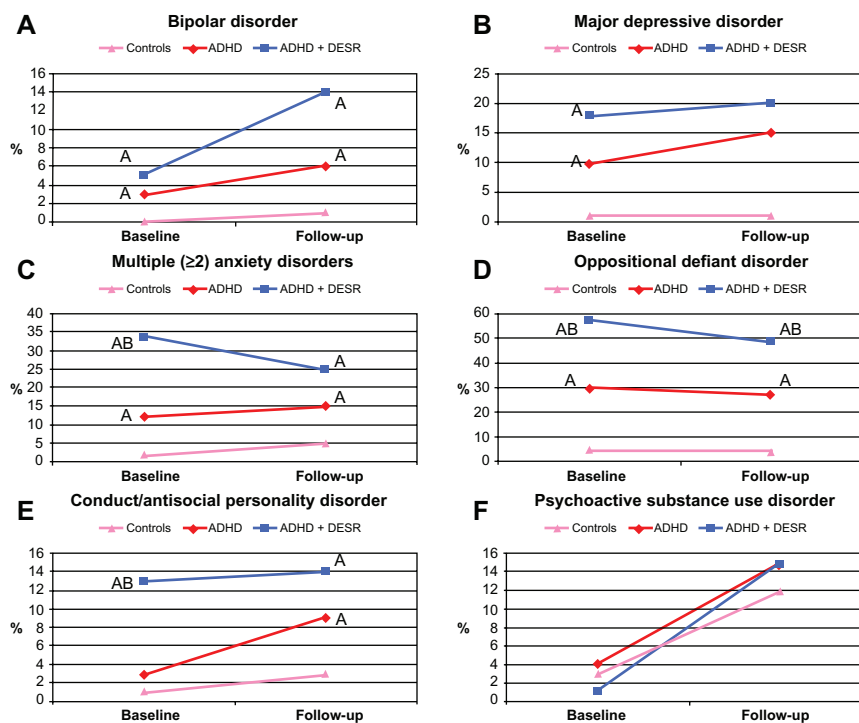 A Bipolar disorder
Controls ADHD ADHD + DESR
16
14
12
10
8
6
4
2
0
%
A
A
A
A
Baseline Follow-up
B Major depressive disorder
Controls ADHD ADHD + DESR
25
20
15
10
5
0
%
A
A
Baseline Follow-up
C Multiple (≥2) anxiety disorders
Controls ADHD ADHD + DESR
40
35
30
25
20
15
10
5
0
%
AB
A
A
A
Baseline Follow-up
D Oppositional defiant disorder
Controls ADHD ADHD + DESR
60
50
40
30
20
10
0
%
AB
AB
A
A
Baseline Follow-up
E Conduct/antisocial personality disorder
Controls ADHD ADHD + DESR
16
14
12
10
8
6
4
2
0
%
AB
A
A
Baseline Follow-up
F Psychoactive substance use disorder
Controls ADHD ADHD + DESR
16
14
12
10
8
6
4
2
0
%
Baseline Follow-up